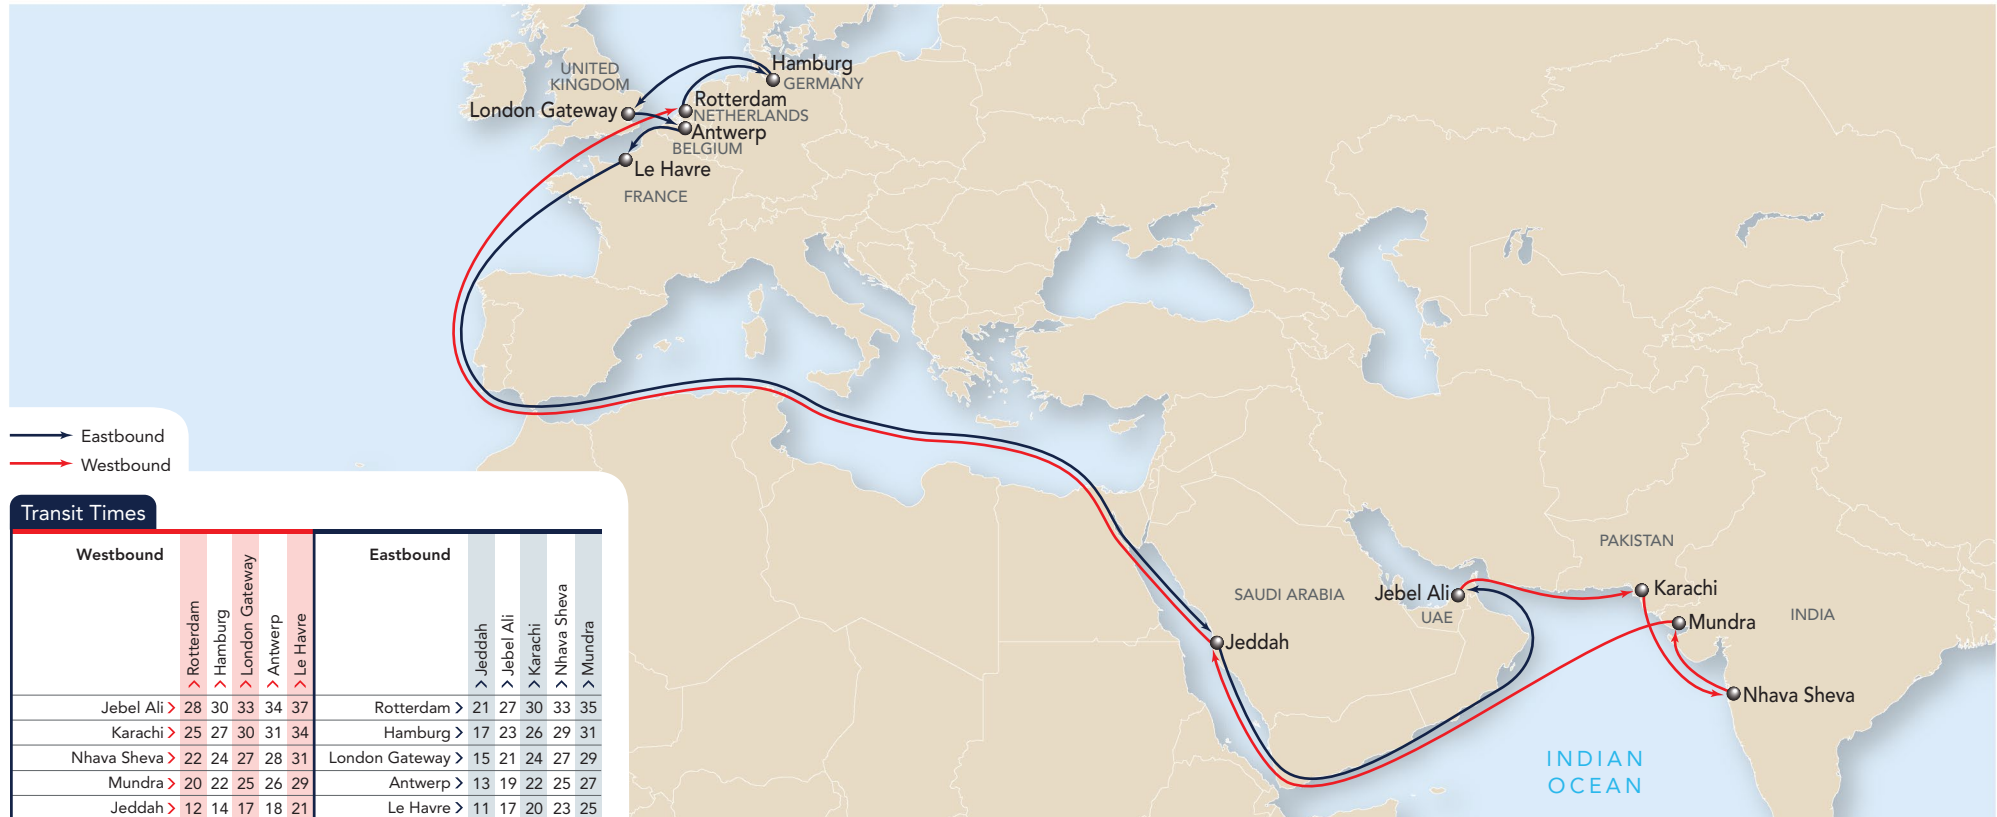 Hamburg
UNITED
KINGDOM
GERMANY
Rotterdam
London Gateway
NETHERLANDS
Antwerp
BELGIUM
Le Havre
FRANCE
Eastbound
Westbound
PAKISTAN
SAUDI ARABIA
Jebel Ali
UAE
Karachi
Mundra
INDIA
Jeddah
Nhava Sheva
INDIAN
OCEAN
Transit Times
Westbound > Rotterdam > Hamburg > London Gateway > Antwerp > Le Havre
Jebel Ali > 28 30 33 34 37
Karachi > 25 27 30 31 34
Nhava Sheva > 22 24 27 28 31
Mundra > 20 22 25 26 29
Jeddah > 12 14 17 18 21
Eastbound > Jeddah > Jebel Ali > Karachi > Nhava Sheva > Mundra
Rotterdam > 21 27 30 33 35
Hamburg > 17 23 26 29 31
London Gateway > 15 21 24 27 29
Antwerp > 13 19 22 25 27
Le Havre > 11 17 20 23 25